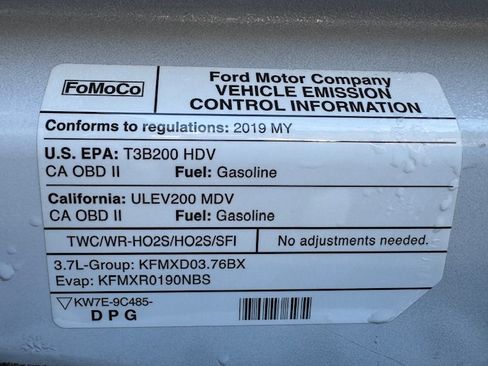 FoMoCo
Ford Motor Company
VEHICLE EMISSION
CONTROL INFORMATION
Conforms to regulations: 2019 MY
U.S. EPA: T3B200 HDV
CA OBD II Fuel: Gasoline
California: ULEV200 MDV
CA OBD II Fuel: Gasoline
TWC/WR-HO2S/HO2S/SFI No adjustments needed.
3.7L-Group: KFMXD03.76BX
Evap: KFMXR0190NBS
KW7E-9C485-
DPG